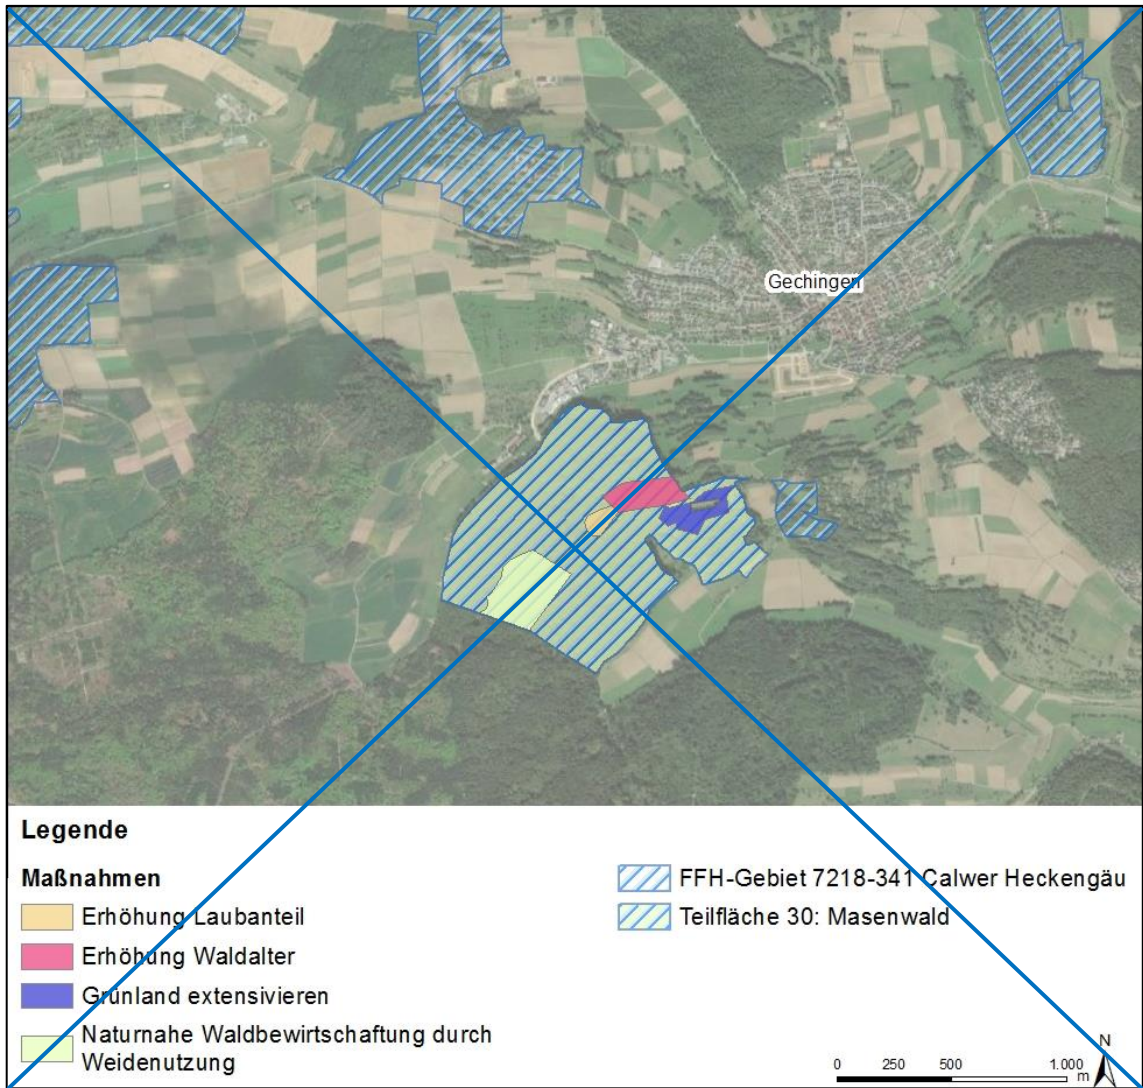 Gechingen
Legende
Maßnahmen
Erhöhung Laubanteil
Erhöhung Waldalter
Grünland extensivieren
Naturnahe Waldbewirtschaftung durch
Weidenutzung
FFH-Gebiet 7218-341 Calwer Heckengäu
Teilfläche 30: Masenwald
0 250 500 1.000
m
N